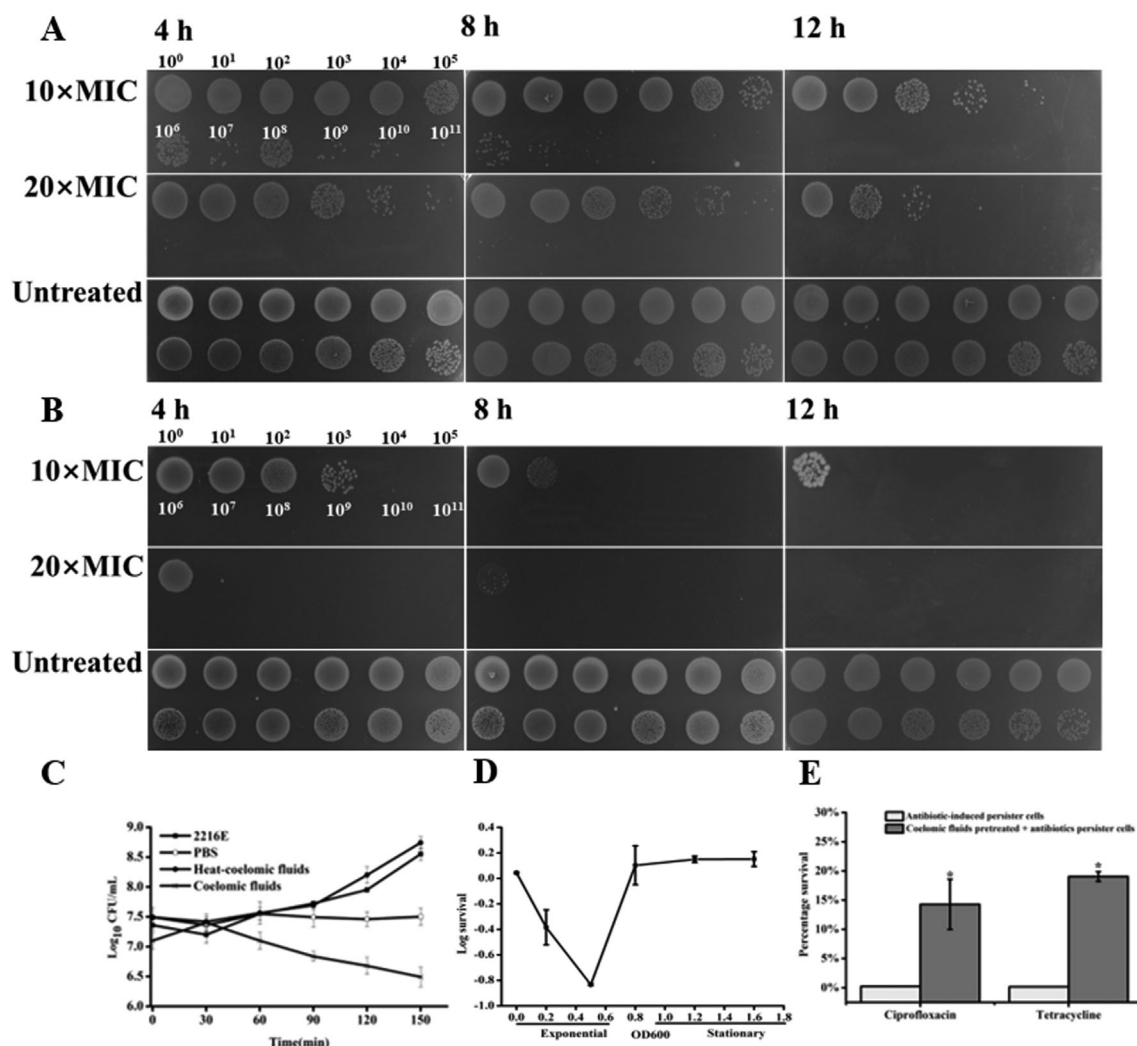 A
4 h
8 h
12 h
10⁰ 10¹ 10² 10³ 10⁴ 10⁵
10×MIC
10⁶ 10⁷ 10⁸ 10⁹ 10¹⁰ 10¹¹
20×MIC
Untreated
B
4 h
8 h
12 h
10⁰ 10¹ 10² 10³ 10⁴ 10⁵
10×MIC
10⁶ 10⁷ 10⁸ 10⁹ 10¹⁰ 10¹¹
20×MIC
Untreated
C
Log₁₀ CFU/mL
9.0
8.5
8.0
7.5
7.0
6.5
6.0
2216E
PBS
Heat-coelomic fluids
Coelomic fluids
0 30 60 90 120 150
Time(min)
D
Log survival
0.4
0.2
0.0
-0.2
-0.4
-0.6
-0.8
-1.0
0.0 0.2 0.4 0.6 0.8 1.0 1.2 1.4 1.6 1.8
Exponential OD600 Stationary
E
Percentage survival
30%
25%
20%
15%
10%
5%
0%
Antibiotic-induced persister cells
Coelomic fluids pretreated + antibiotics persister cells
* *
Ciprofloxacin Tetracycline